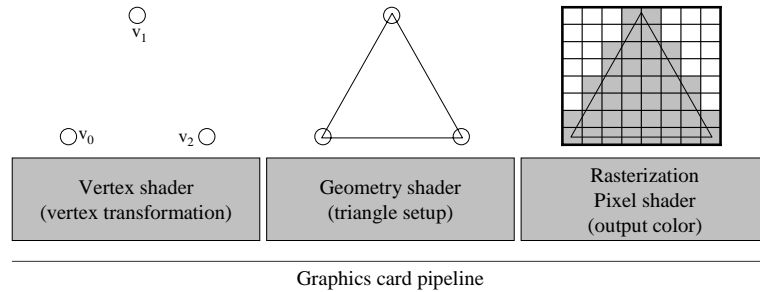 v1
v0
v2
Vertex shader
(vertex transformation)
Geometry shader
(triangle setup)
Rasterization
Pixel shader
(output color)
Graphics card pipeline